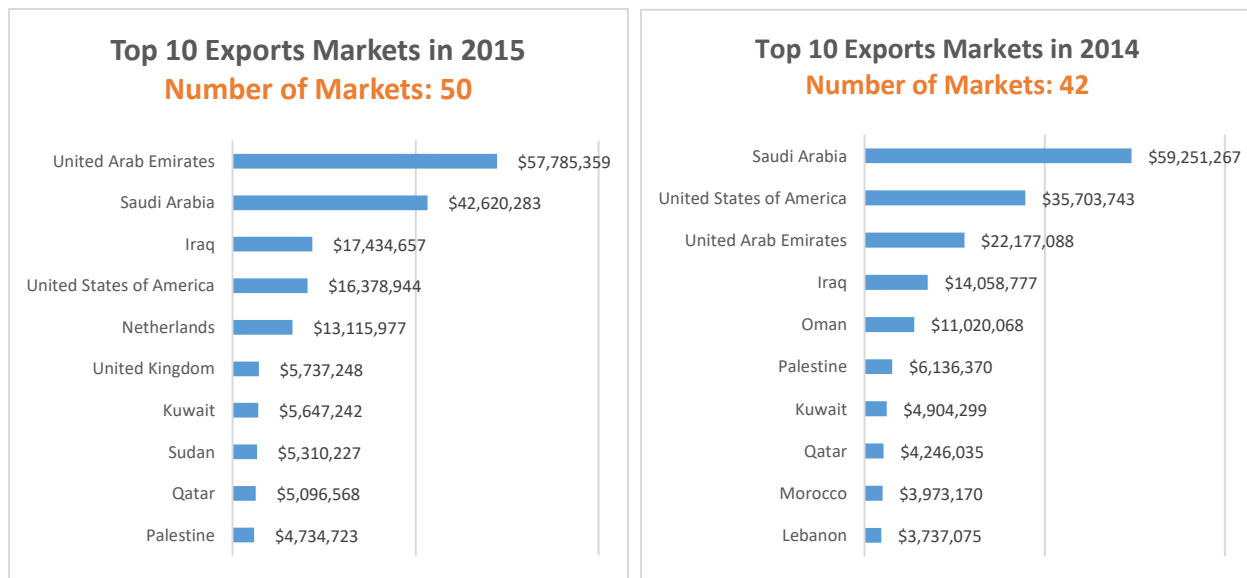 Top 10 Exports Markets in 2015
Number of Markets: 50
United Arab Emirates $57,785,359
Saudi Arabia $42,620,283
Iraq $17,434,657
United States of America $16,378,944
Netherlands $13,115,977
United Kingdom $5,737,248
Kuwait $5,647,242
Sudan $5,310,227
Qatar $5,096,568
Palestine $4,734,723
Top 10 Exports Markets in 2014
Number of Markets: 42
Saudi Arabia $59,251,267
United States of America $35,703,743
United Arab Emirates $22,177,088
Iraq $14,058,777
Oman $11,020,068
Palestine $6,136,370
Kuwait $4,904,299
Qatar $4,246,035
Morocco $3,973,170
Lebanon $3,737,075